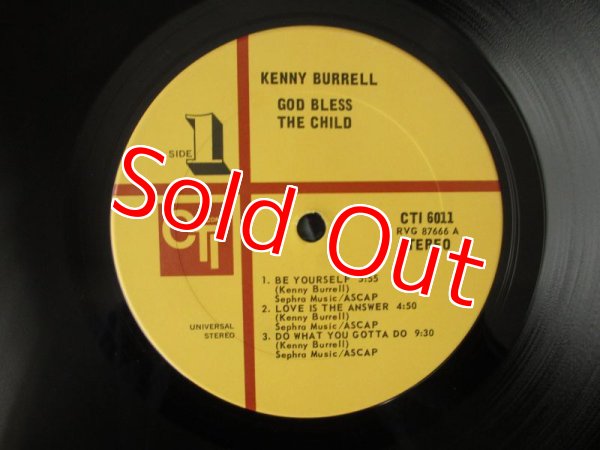 KENNY BURRELL
GOD BLESS
THE CHILD
SIDE 1
Sold Out
CTI
CTI 6011
RVG 87666 A
STEREO
1. BE YOURSELF
(Kenny Burrell)
Sephra Music/ASCAP
2. LOVE IS THE ANSWER 4:50
(Kenny Burrell)
Sephra Music/ASCAP
3. DO WHAT YOU GOTTA DO 9:30
(Kenny Burrell)
Sephra Music/ASCAP
UNIVERSAL
STEREO